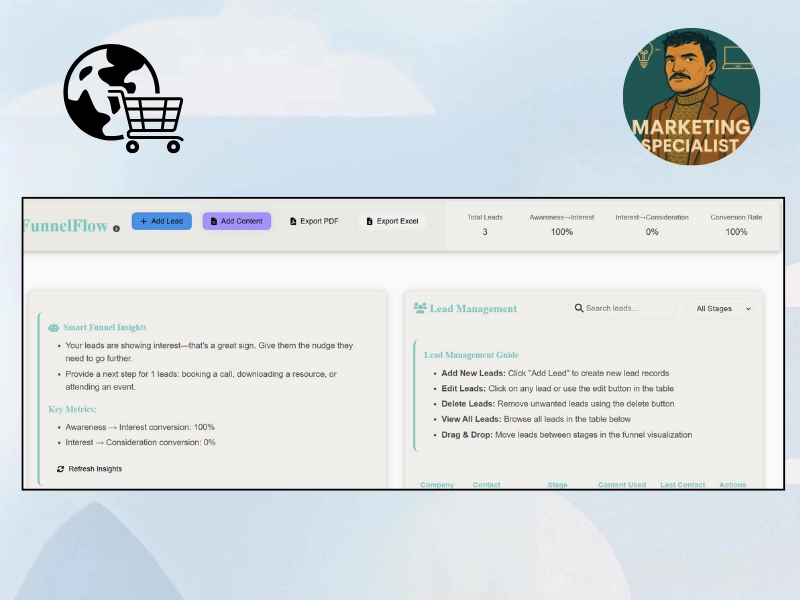 MARKETING
SPECIALIST
FunnelFlow
+ Add Lead
Add Content
Export PDF
Export Excel
Total Leads
3
Awareness→Interest
100%
Interest→Consideration
0%
Conversion Rate
100%
Smart Funnel Insights
• Your leads are showing interest—that's a great sign. Give them the nudge they
need to go further.
• Provide a next step for 1 leads: booking a call, downloading a resource, or
attending an event.
Key Metrics:
• Awareness → Interest conversion: 100%
• Interest → Consideration conversion: 0%
Refresh Insights
Lead Management
Search leads...
All Stages
Lead Management Guide
• Add New Leads: Click "Add Lead" to create new lead records
• Edit Leads: Click on any lead or use the edit button in the table
• Delete Leads: Remove unwanted leads using the delete button
• View All Leads: Browse all leads in the table below
• Drag & Drop: Move leads between stages in the funnel visualization
Company Contact Stage Content Used Last Contact Actions